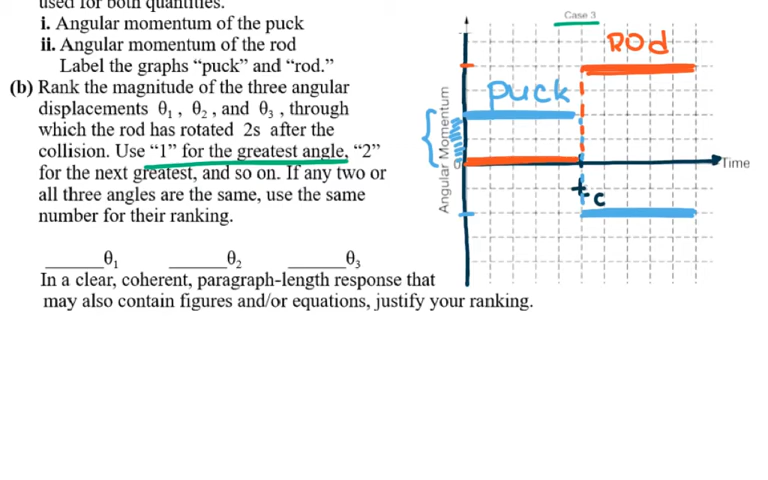 used for both quantities.
i. Angular momentum of the puck
ii. Angular momentum of the rod
Label the graphs “puck” and “rod.”
(b) Rank the magnitude of the three angular
displacements θ₁ , θ₂ , and θ₃ , through
which the rod has rotated 2s after the
collision. Use “1” for the greatest angle, “2”
for the next greatest, and so on. If any two or
all three angles are the same, use the same
number for their ranking.
______θ₁ ______θ₂ ______θ₃
In a clear, coherent, paragraph-length response that
may also contain figures and/or equations, justify your ranking.
Case 3
ROd
puck
Angular Momentum
0
Time
tc